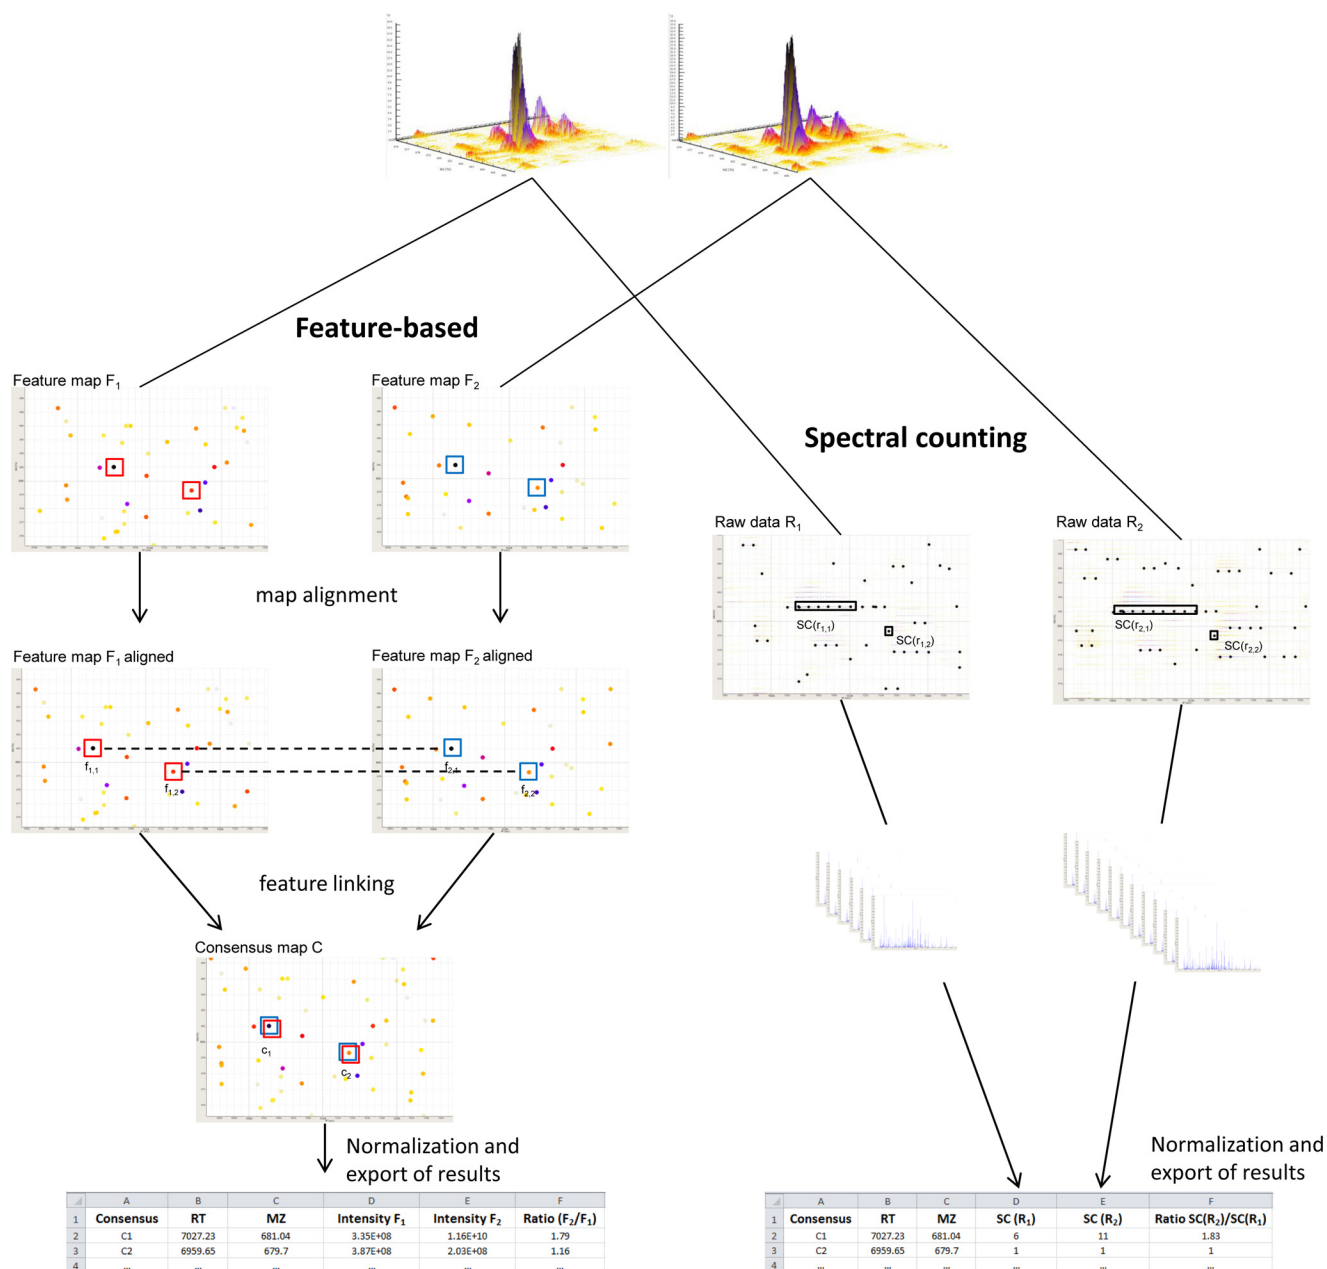 Feature-based
Feature map F1
Feature map F2
Spectral counting
Raw data R1
Raw data R2
SC(r1,1)
SC(r1,2)
SC(r2,1)
SC(r2,2)
map alignment
Feature map F1 aligned
Feature map F2 aligned
f1,1
f1,2
f2,1
f2,2
feature linking
Consensus map C
c1
c2
Normalization and
export of results
Normalization and
export of results
A B C D E F
1 Consensus RT MZ Intensity F1 Intensity F2 Ratio (F2/F1)
2 C1 7027.23 681.04 3.35E+08 1.16E+10 1.79
3 C2 6959.65 679.7 3.87E+08 2.03E+08 1.16
4 ... ... ... ... ... ...
A B C D E F
1 Consensus RT MZ SC (R1) SC (R2) Ratio SC(R2)/SC(R1)
2 C1 7027.23 681.04 6 11 1.83
3 C2 6959.65 679.7 1 1 1
4 ... ... ... ... ... ...